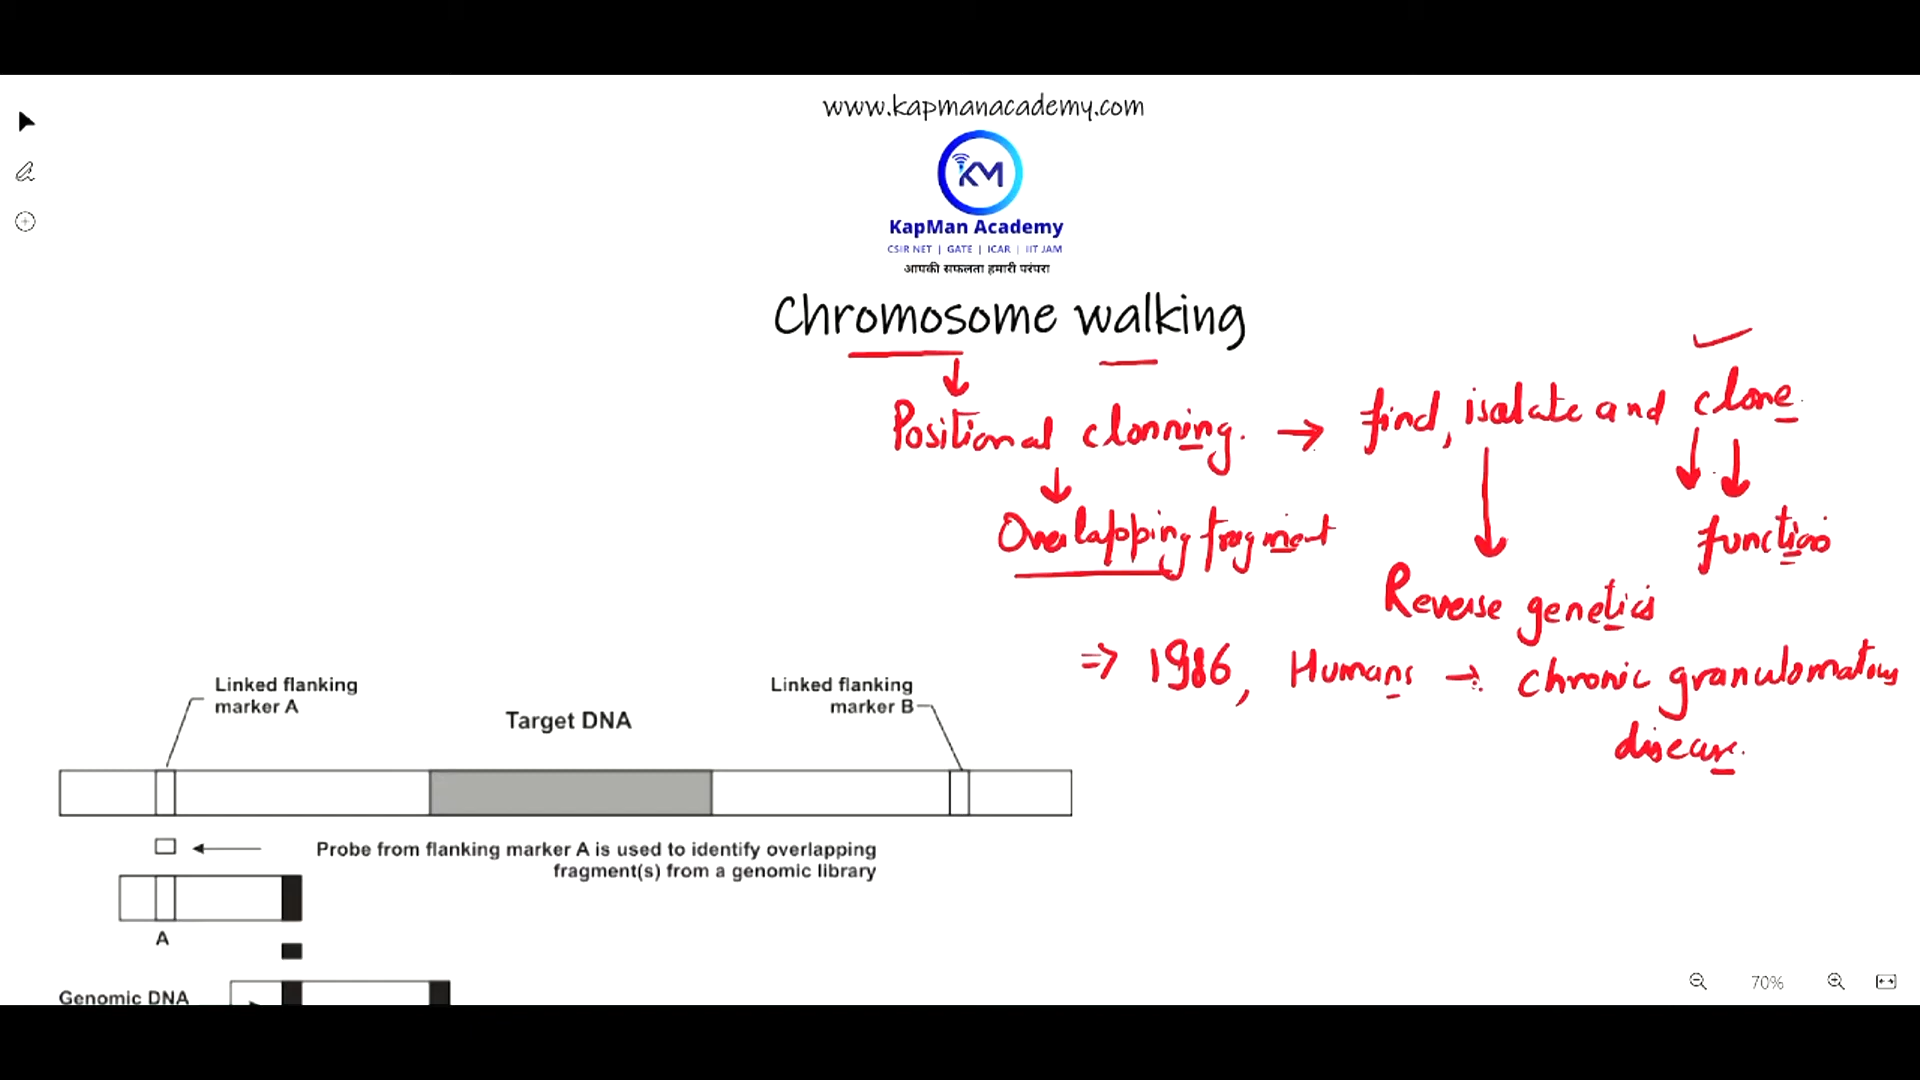 www.kapmanacademy.com
KM
KapMan Academy
CSIR NET | GATE | ICAR | IIT JAM
आपकी सफलता हमारी परंपरा
Chromosome walking
Positional clonning. → find, isolate and clone
Overlapping fragment
function
Reverse genetics
⇒ 1986, Humans → chronic granulomatous
disease.
Linked flanking
marker A
Target DNA
Linked flanking
marker B
Probe from flanking marker A is used to identify overlapping
fragment(s) from a genomic library
A
Genomic DNA
70%